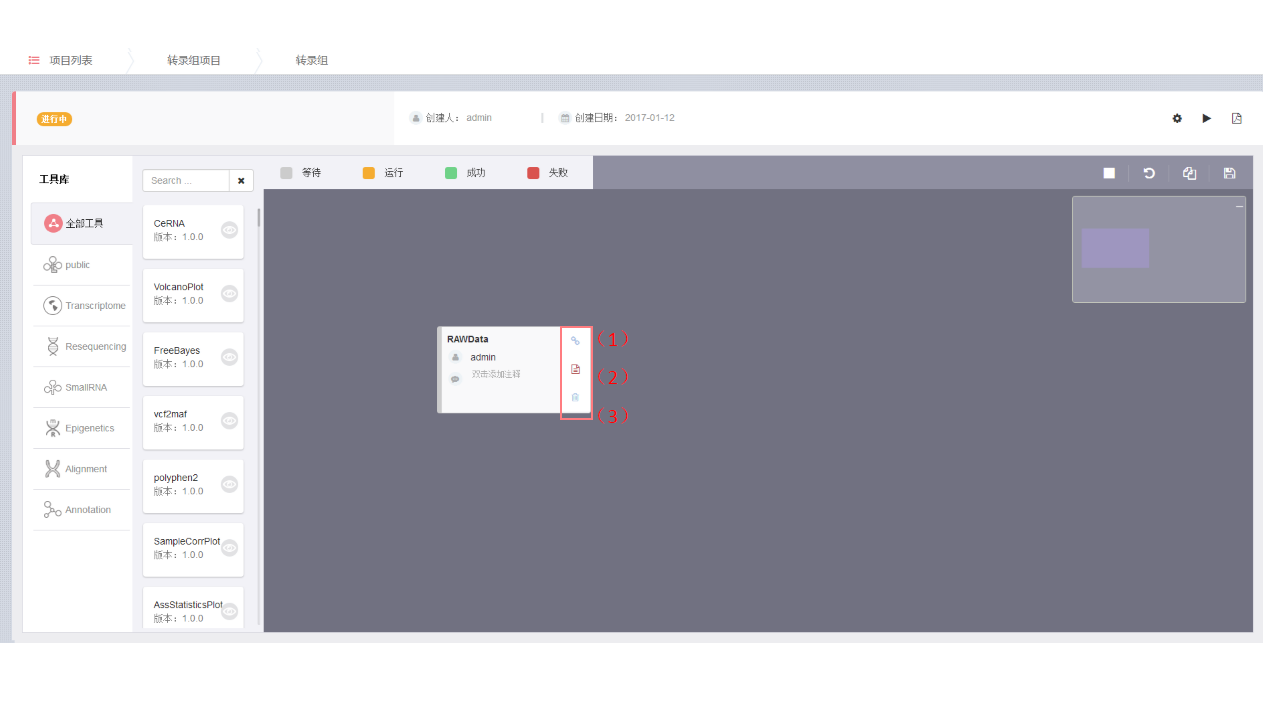 项目列表 转录组项目 转录组
进行中 创建人： admin 创建日期： 2017-01-12
工具库
Search ...
等待 运行 成功 失败
全部工具
public
Transcriptome
Resequencing
SmallRNA
Epigenetics
Alignment
Annotation
CeRNA
版本：1.0.0
VolcanoPlot
版本：1.0.0
FreeBayes
版本：1.0.0
vcf2maf
版本：1.0.0
polyphen2
版本：1.0.0
SampleCorrPlot
版本：1.0.0
AssStatisticsPlot
版本：1.0.0
RAWData
admin
双击添加注释
（1）
（2）
（3）